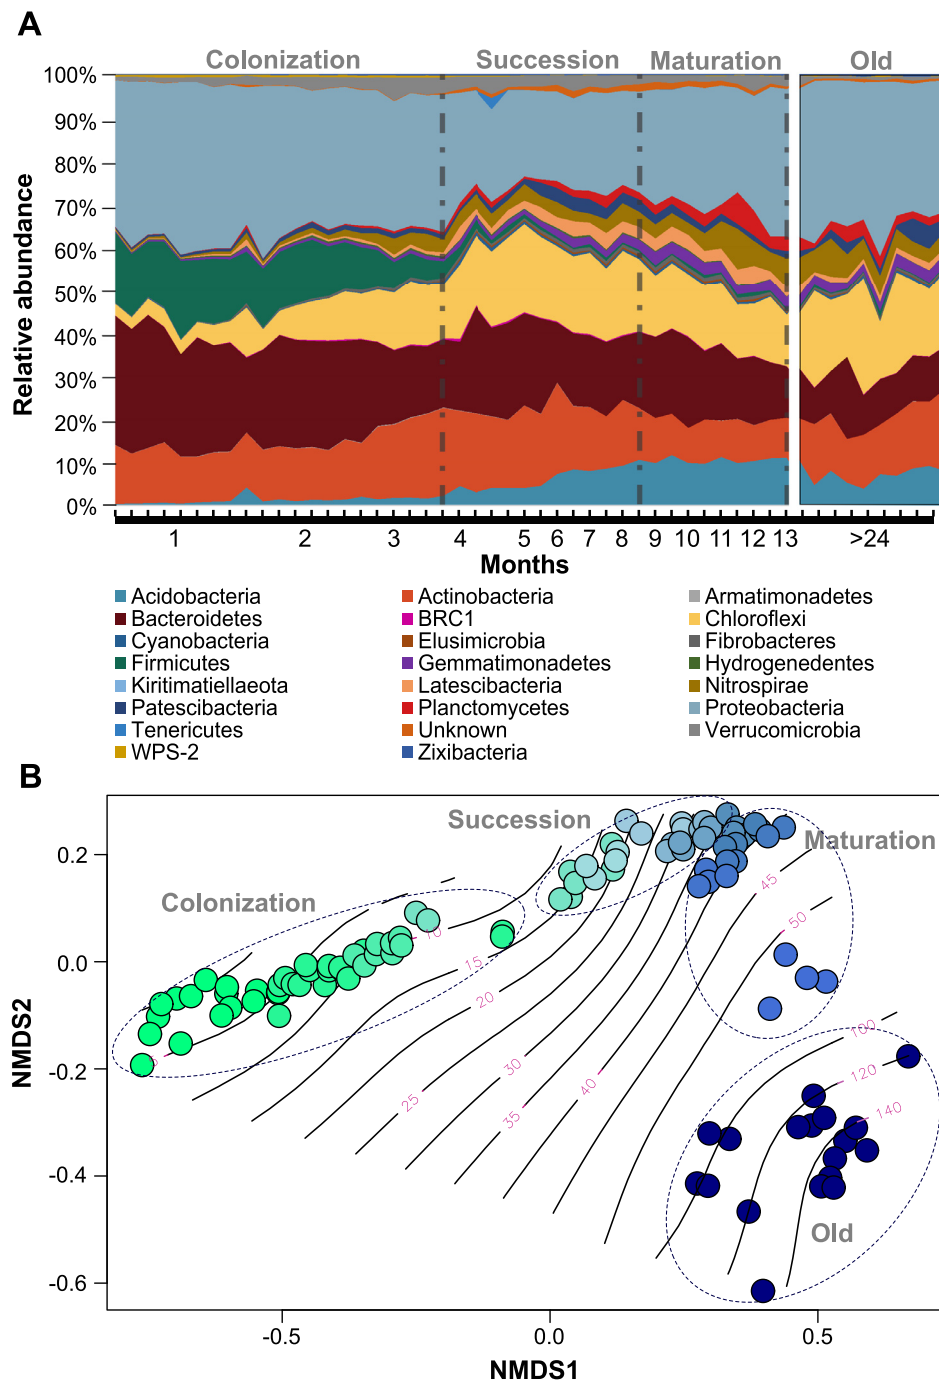 A
Colonization Succession Maturation Old
Relative abundance
100%
90%
80%
70%
60%
50%
40%
30%
20%
10%
0%
1 2 3 4 5 6 7 8 9 10 11 12 13 >24
Months
Acidobacteria Actinobacteria Armatimonadetes
Bacteroidetes BRC1 Chloroflexi
Cyanobacteria Elusimicrobia Fibrobacteres
Firmicutes Gemmatimonadetes Hydrogenedentes
Kiritimatiellaeota Latescibacteria Nitrospirae
Patescibacteria Planctomycetes Proteobacteria
Tenericutes Unknown Verrucomicrobia
WPS-2 Zixibacteria
B
Succession
Maturation
Colonization
Old
NMDS2
0.2
0.0
-0.2
-0.4
-0.6
10
15
20
25
30
35
40
45
50
100
120
140
-0.5 0.0 0.5
NMDS1